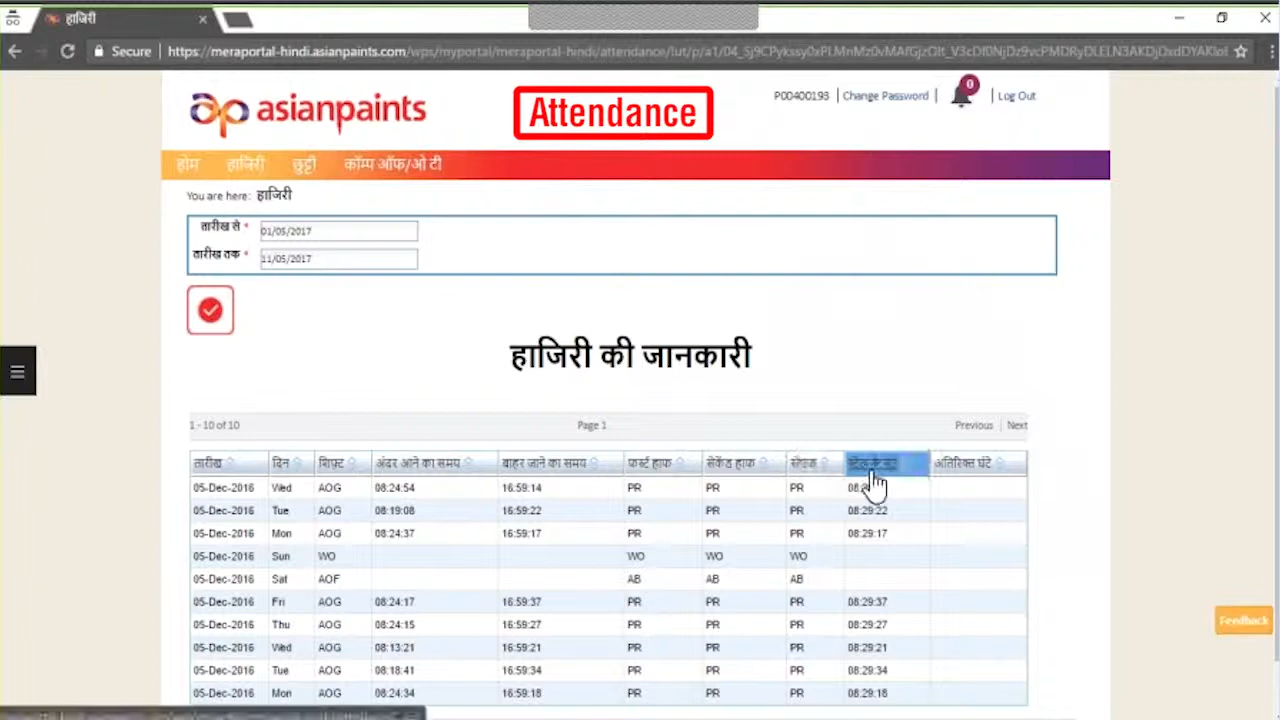 हाजिरी
Secure https://meraportal-hindi.asianpaints.com/wps/myportal/meraportal-hindi/attendance/
ap asianpaints
Attendance
P00400193 | Change Password | 0 | Log Out
होम हाजिरी छुट्टी कॉम्प ऑफ/ओ टी
You are here: हाजिरी
तारीख से * 01/05/2017
तारीख तक * 11/05/2017
हाजिरी की जानकारी
1 - 10 of 10 Page 1 Previous | Next
तारीख दिन शिफ़्ट अंदर आने का समय बाहर जाने का समय फर्स्ट हाफ सेकेंड हाफ अतिरिक्त घंटे
05-Dec-2016 Wed AOG 08:24:54 16:59:14 PR PR PR
05-Dec-2016 Tue AOG 08:19:08 16:59:22 PR PR PR 08:29:22
05-Dec-2016 Mon AOG 08:24:37 16:59:17 PR PR PR 08:29:17
05-Dec-2016 Sun WO WO WO WO
05-Dec-2016 Sat AOF AB AB AB
05-Dec-2016 Fri AOG 08:24:17 16:59:37 PR PR PR 08:29:37
05-Dec-2016 Thu AOG 08:24:15 16:59:27 PR PR PR 08:29:27
05-Dec-2016 Wed AOG 08:13:21 16:59:21 PR PR PR 08:29:21
05-Dec-2016 Tue AOG 08:18:41 16:59:34 PR PR PR 08:29:34
05-Dec-2016 Mon AOG 08:24:34 16:59:18 PR PR PR 08:29:18
Feedback